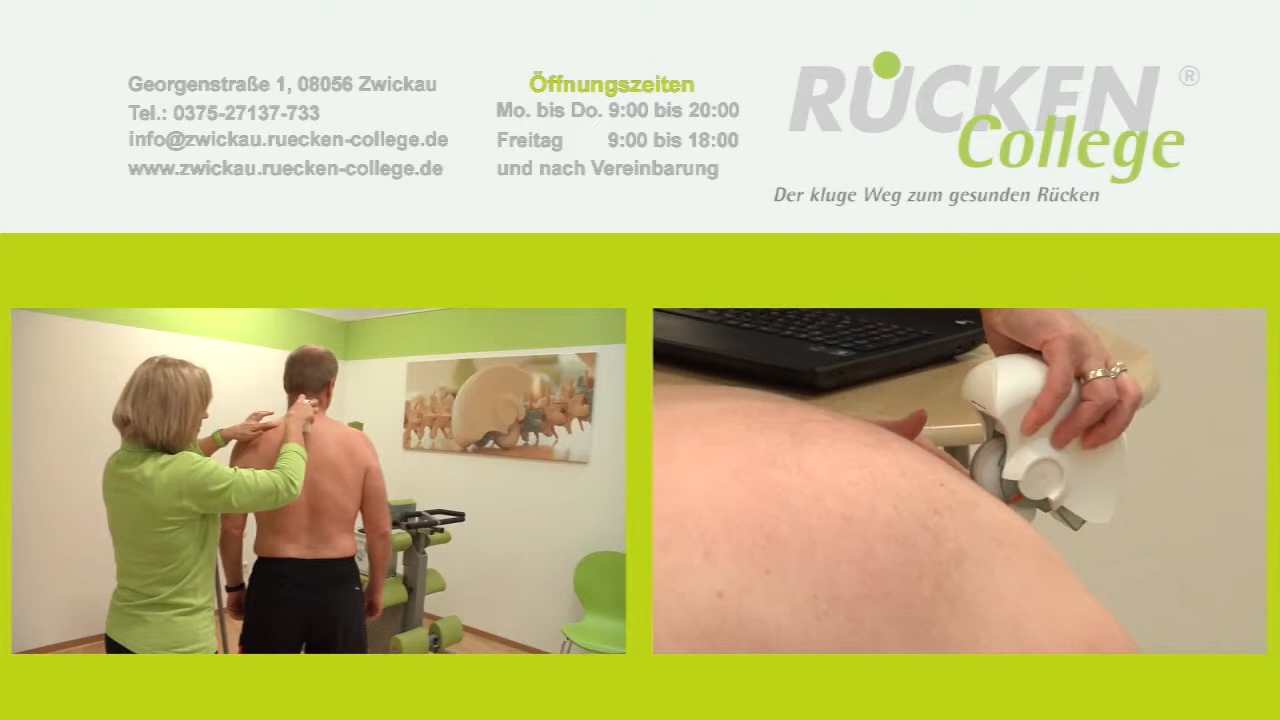 Georgenstraße 1, 08056 Zwickau
Tel.: 0375-27137-733
info@zwickau.ruecken-college.de
www.zwickau.ruecken-college.de
Öffnungszeiten
Mo. bis Do. 9:00 bis 20:00
Freitag 9:00 bis 18:00
und nach Vereinbarung
RÜCKEN ®
College
Der kluge Weg zum gesunden Rücken